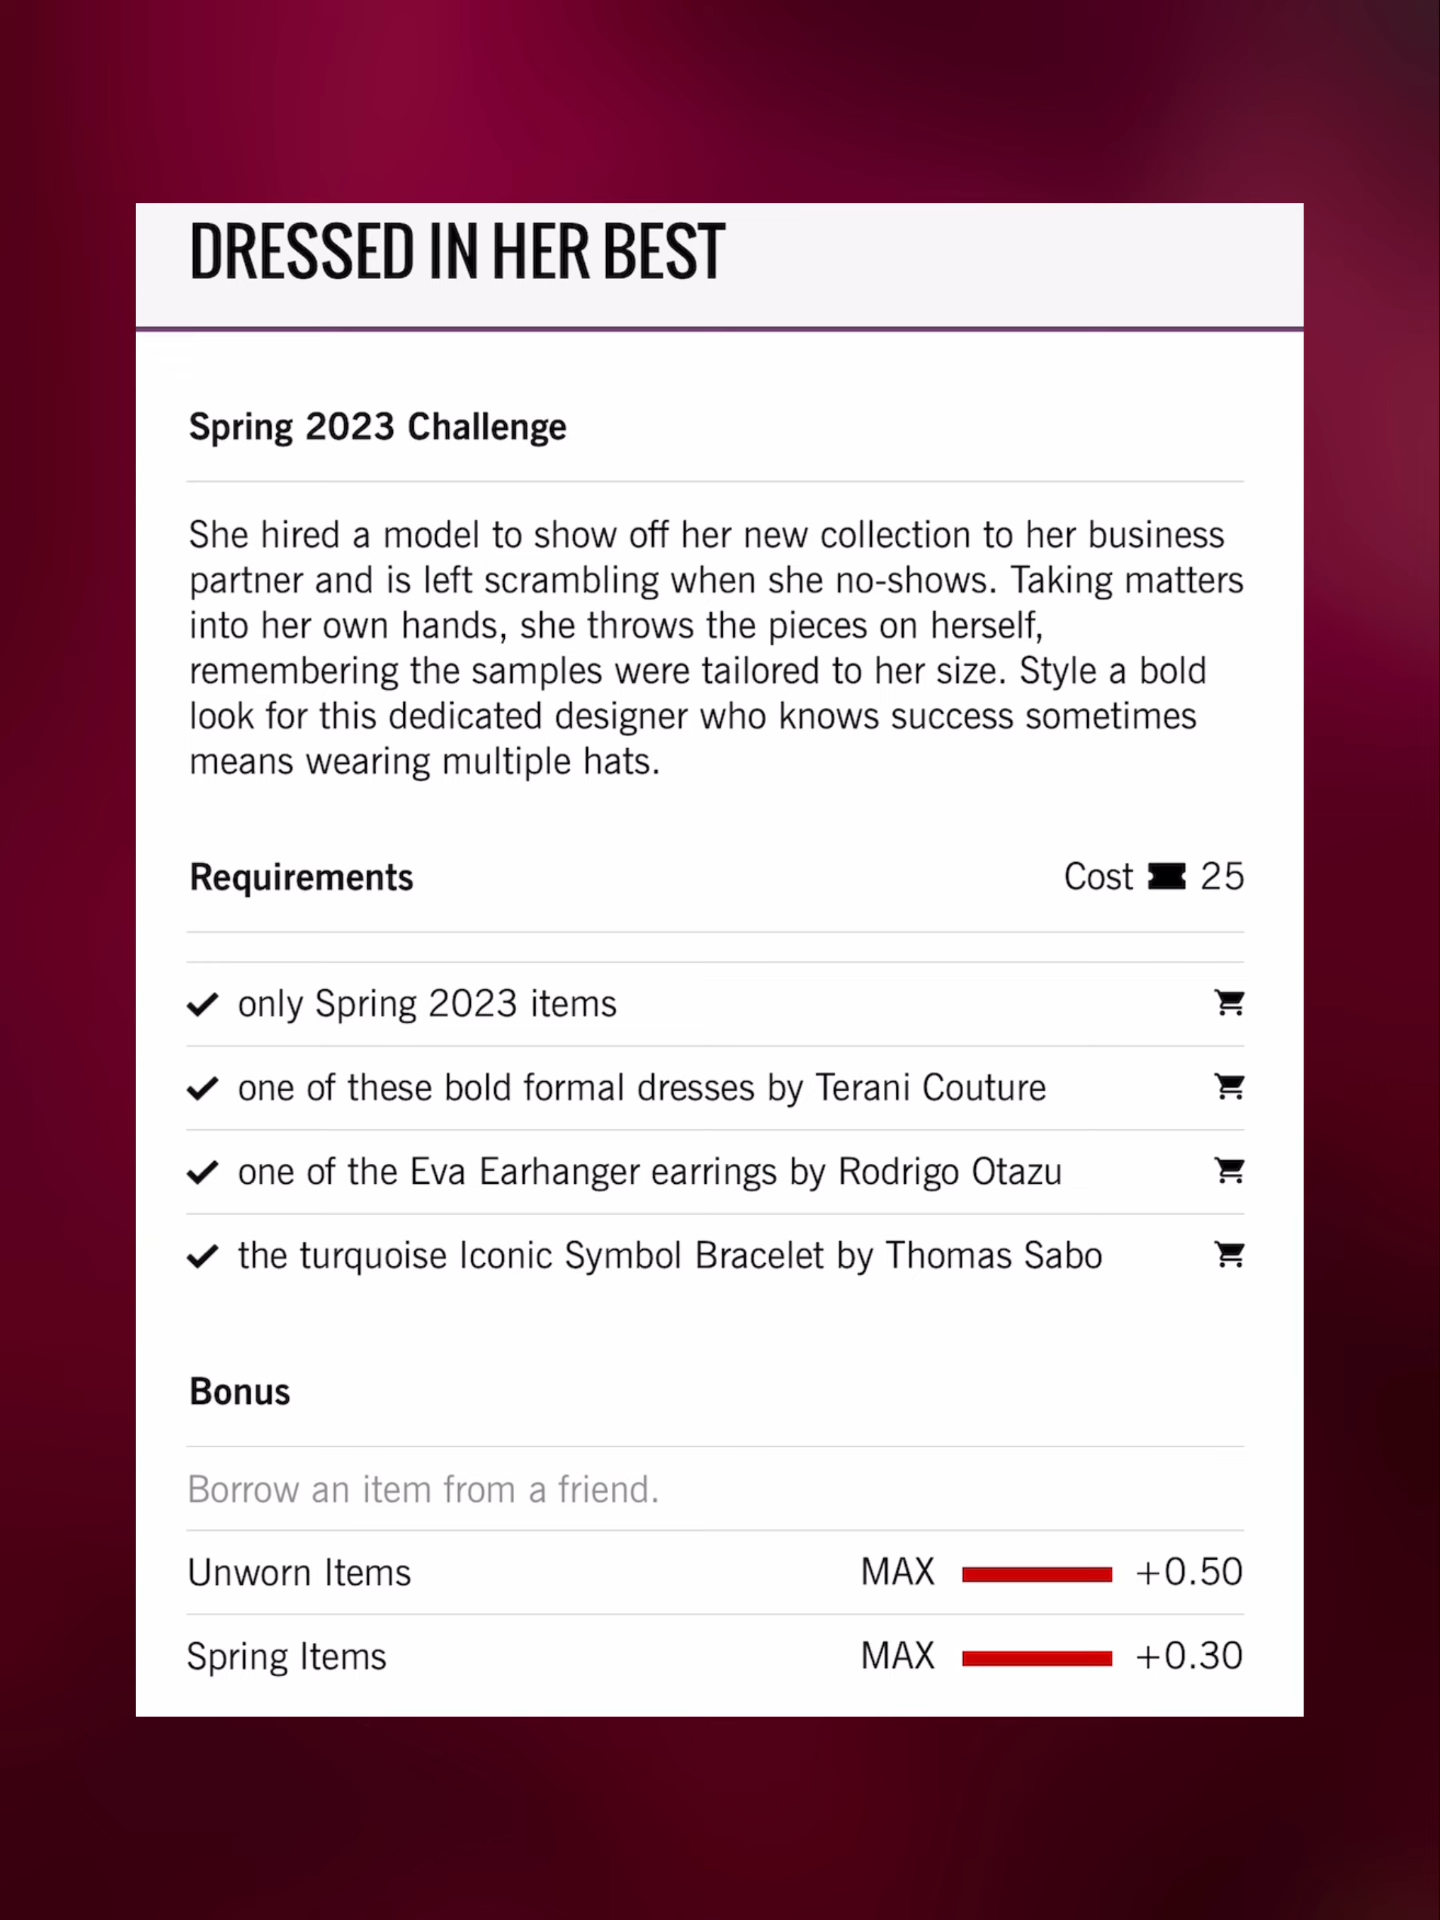 DRESSED IN HER BEST
Spring 2023 Challenge
She hired a model to show off her new collection to her business
partner and is left scrambling when she no-shows. Taking matters
into her own hands, she throws the pieces on herself,
remembering the samples were tailored to her size. Style a bold
look for this dedicated designer who knows success sometimes
means wearing multiple hats.
Requirements Cost 25
only Spring 2023 items
one of these bold formal dresses by Terani Couture
one of the Eva Earhanger earrings by Rodrigo Otazu
the turquoise Iconic Symbol Bracelet by Thomas Sabo
Bonus
Borrow an item from a friend.
Unworn Items MAX +0.50
Spring Items MAX +0.30